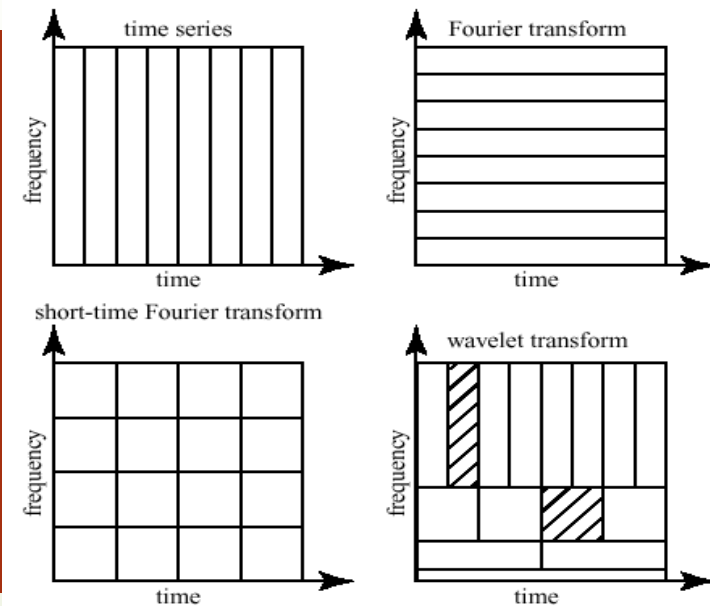 time series
frequency
time
Fourier transform
frequency
time
short-time Fourier transform
frequency
time
wavelet transform
frequency
time